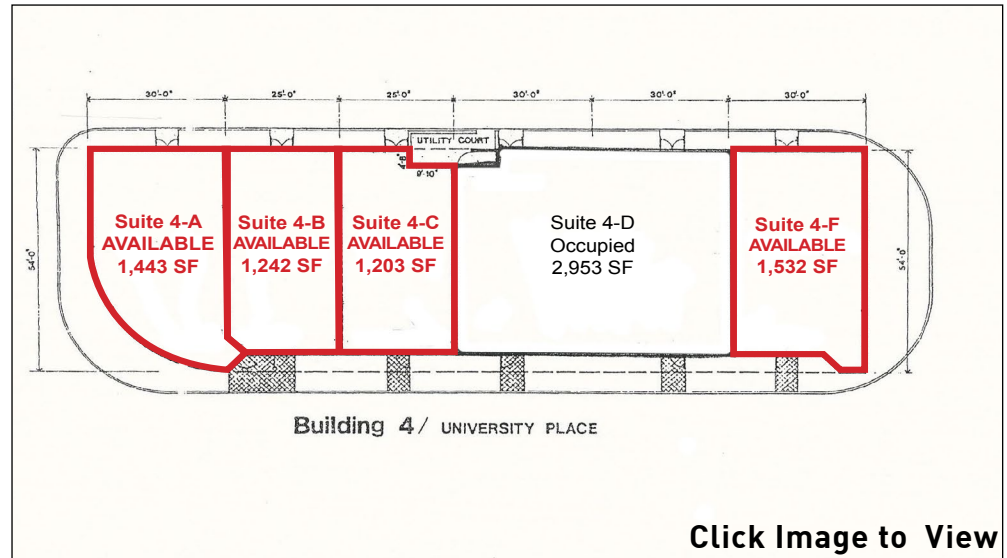 30'-0" 25'-0" 25'-0" 30'-0" 30'-0" 30'-0"
UTILITY COURT
4'-8"
9'-10"
54'-0"
54'-0"
Suite 4-A
AVAILABLE
1,443 SF
Suite 4-B
AVAILABLE
1,242 SF
Suite 4-C
AVAILABLE
1,203 SF
Suite 4-D
Occupied
2,953 SF
Suite 4-F
AVAILABLE
1,532 SF
Building 4/ UNIVERSITY PLACE
Click Image to View